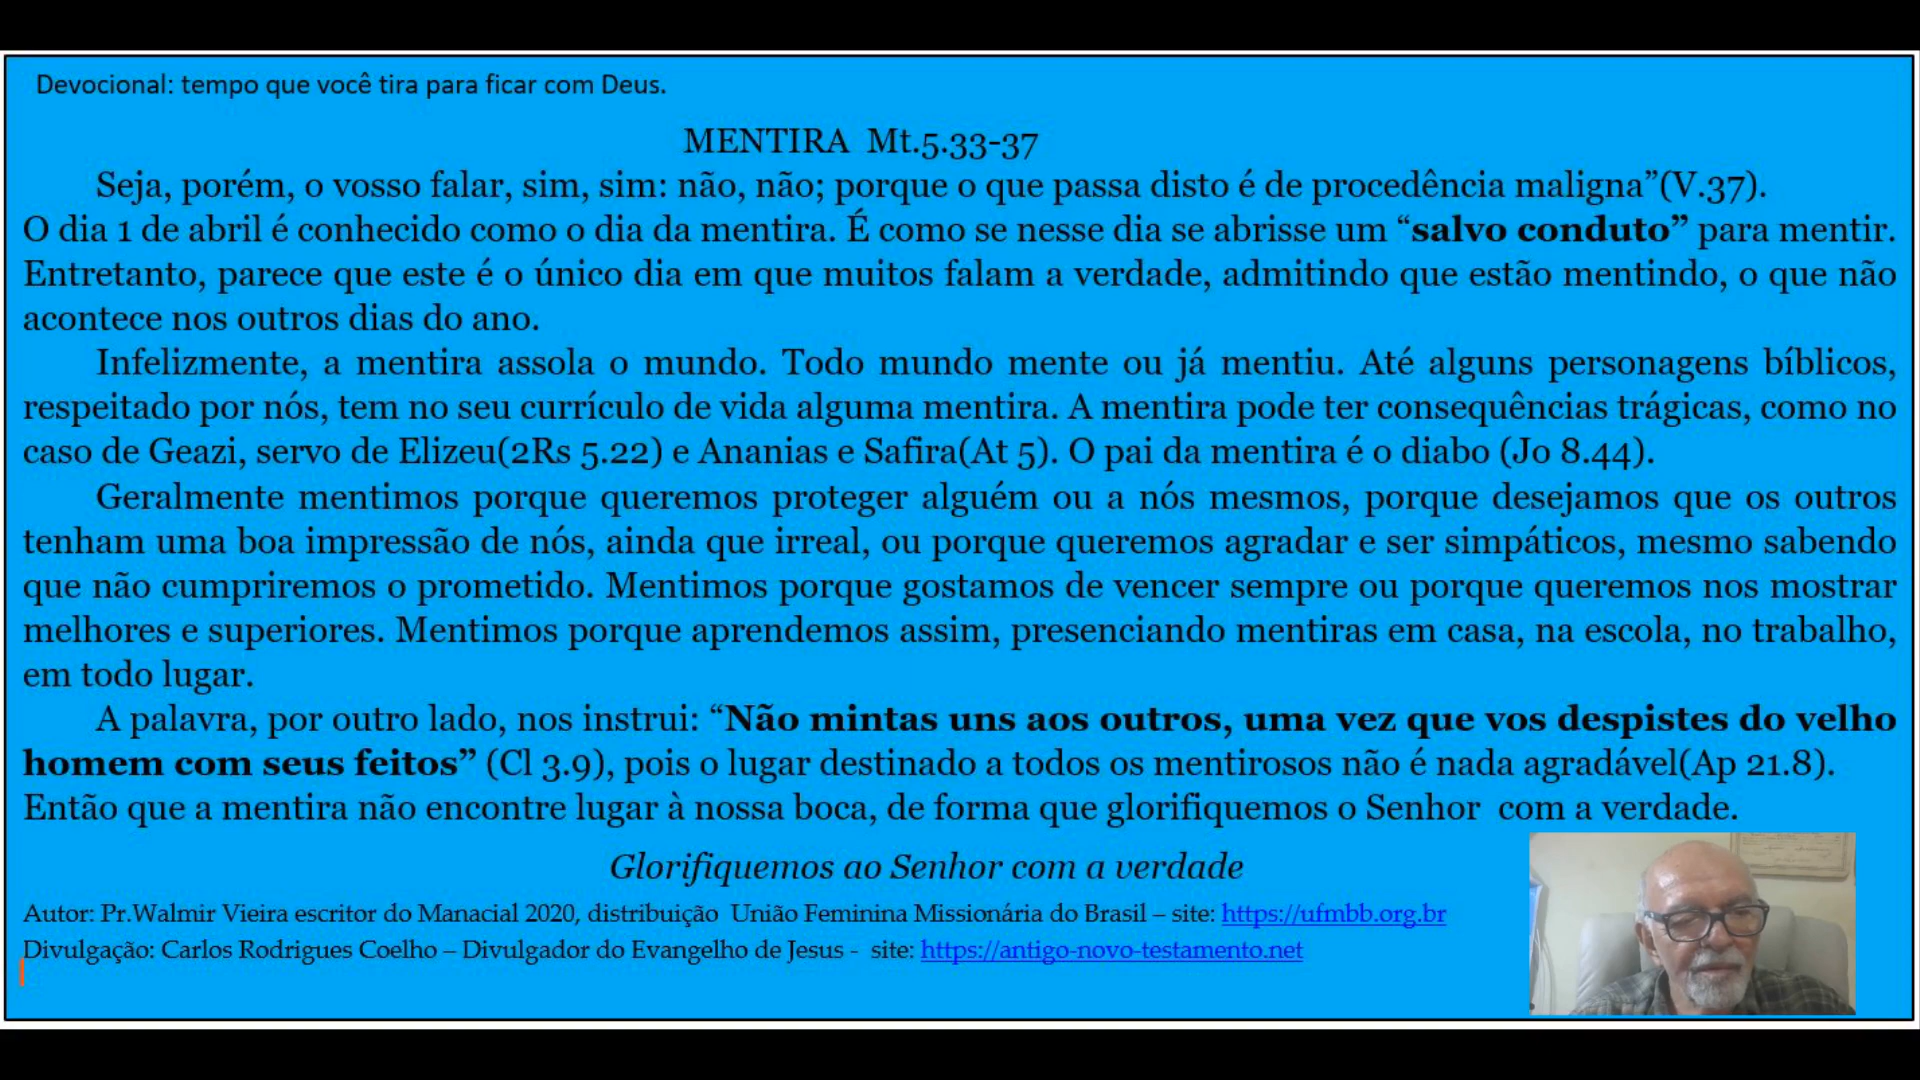 Devocional: tempo que você tira para ficar com Deus.
MENTIRA Mt.5.33-37
Seja, porém, o vosso falar, sim, sim: não, não; porque o que passa disto é de procedência maligna”(V.37).
O dia 1 de abril é conhecido como o dia da mentira. É como se nesse dia se abrisse um “salvo conduto” para mentir.
Entretanto, parece que este é o único dia em que muitos falam a verdade, admitindo que estão mentindo, o que não
acontece nos outros dias do ano.
Infelizmente, a mentira assola o mundo. Todo mundo mente ou já mentiu. Até alguns personagens bíblicos,
respeitado por nós, tem no seu currículo de vida alguma mentira. A mentira pode ter consequências trágicas, como no
caso de Geazi, servo de Elizeu(2Rs 5.22) e Ananias e Safira(At 5). O pai da mentira é o diabo (Jo 8.44).
Geralmente mentimos porque queremos proteger alguém ou a nós mesmos, porque desejamos que os outros
tenham uma boa impressão de nós, ainda que irreal, ou porque queremos agradar e ser simpáticos, mesmo sabendo
que não cumpriremos o prometido. Mentimos porque gostamos de vencer sempre ou porque queremos nos mostrar
melhores e superiores. Mentimos porque aprendemos assim, presenciando mentiras em casa, na escola, no trabalho,
em todo lugar.
A palavra, por outro lado, nos instrui: “Não mintas uns aos outros, uma vez que vos despistes do velho
homem com seus feitos” (Cl 3.9), pois o lugar destinado a todos os mentirosos não é nada agradável(Ap 21.8).
Então que a mentira não encontre lugar à nossa boca, de forma que glorifiquemos o Senhor com a verdade.
Glorifiquemos ao Senhor com a verdade
Autor: Pr.Walmir Vieira escritor do Manacial 2020, distribuição União Feminina Missionária do Brasil – site: https://ufmbb.org.br
Divulgação: Carlos Rodrigues Coelho – Divulgador do Evangelho de Jesus - site: https://antigo-novo-testamento.net